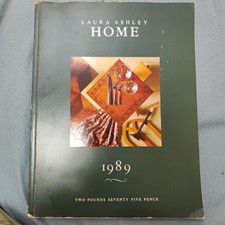 LAURA ASHLEY
HOME
1989
TWO POUNDS SEVENTY FIVE PENCE